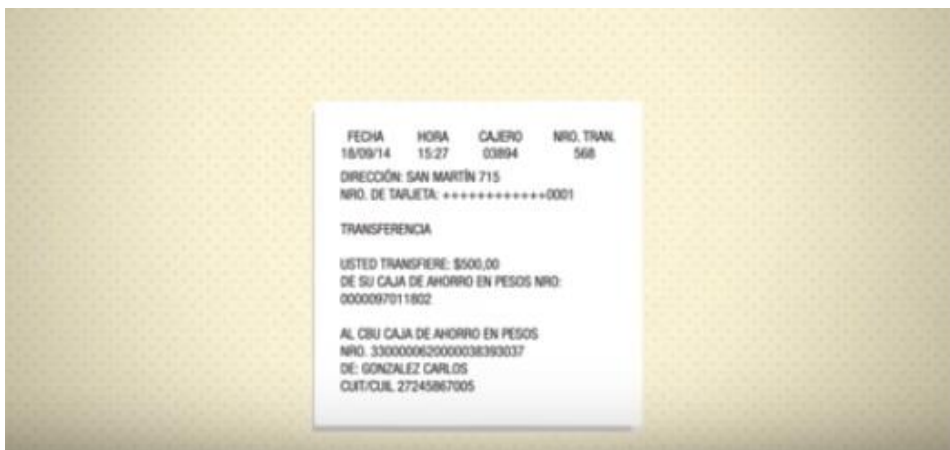 FECHA HORA CAJERO NRO. TRAN.
18/09/14 15:27 03894 568
DIRECCIÓN: SAN MARTÍN 715
NRO. DE TARJETA: ++++++++++++0001
TRANSFERENCIA
USTED TRANSFIERE: $500,00
DE SU CAJA DE AHORRO EN PESOS NRO:
0000097011802
AL CBU CAJA DE AHORRO EN PESOS
NRO. 3300000620000038393037
DE: GONZALEZ CARLOS
CUIT/CUIL 27245867005